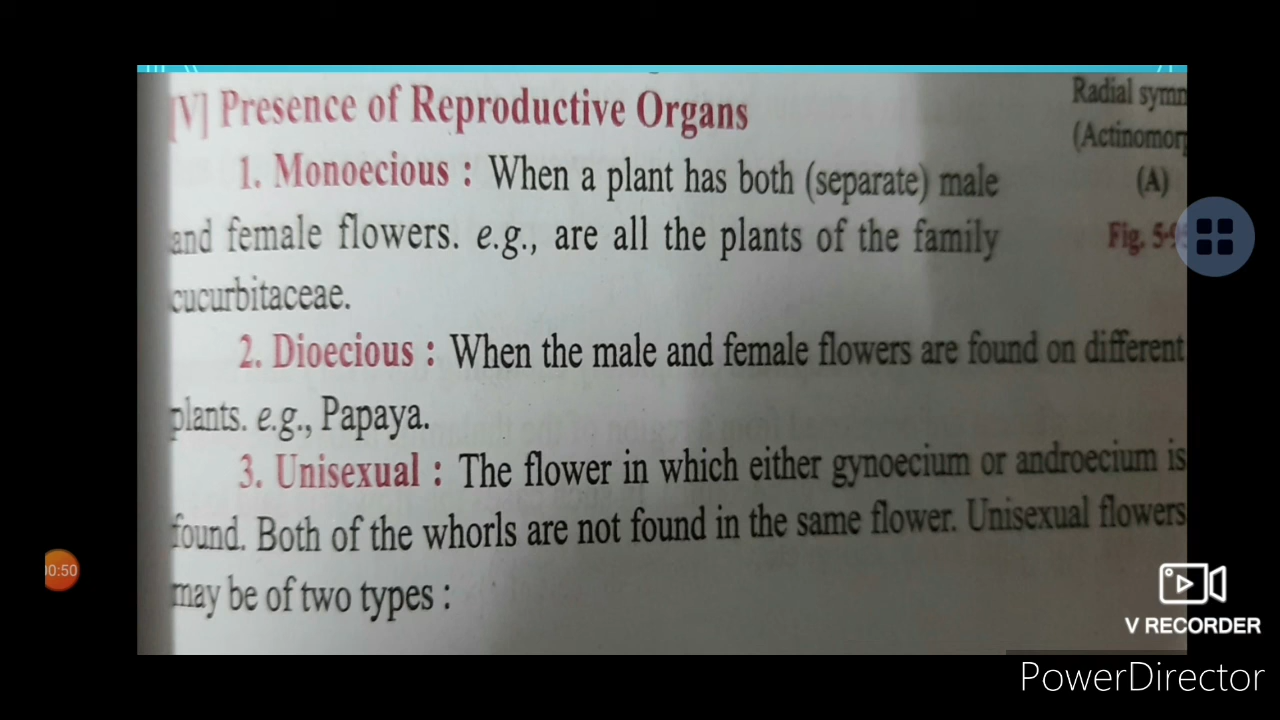 [V] Presence of Reproductive Organs
1. Monoecious : When a plant has both (separate) male
and female flowers. e.g., are all the plants of the family
cucurbitaceae.
2. Dioecious : When the male and female flowers are found on different
plants. e.g., Papaya.
3. Unisexual : The flower in which either gynoecium or androecium is
found. Both of the whorls are not found in the same flower. Unisexual flowers
may be of two types :
Radial
(A)
Fig.
00:50
V RECORDER
PowerDirector